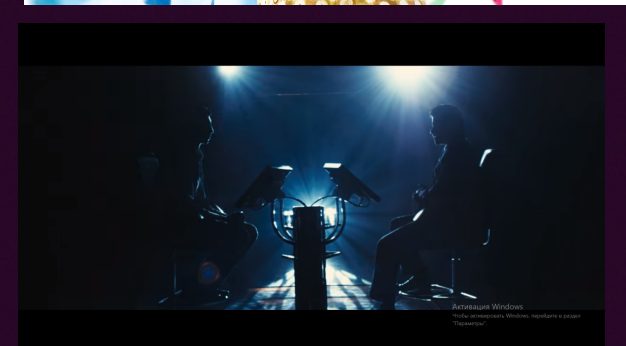 Активация Windows
Чтобы активировать Windows, перейдите в раздел
"Параметры".